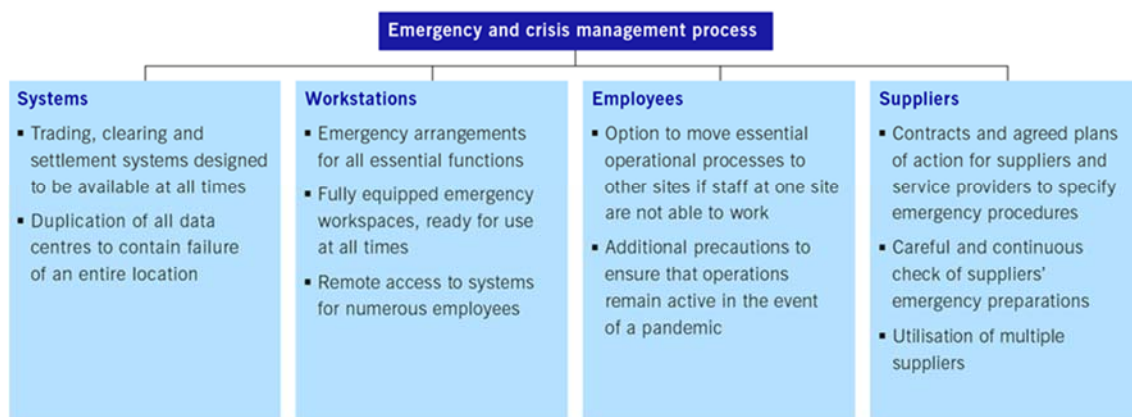 Emergency and crisis management process
Systems
▪ Trading, clearing and
settlement systems designed
to be available at all times
▪ Duplication of all data
centres to contain failure
of an entire location
Workstations
▪ Emergency arrangements
for all essential functions
▪ Fully equipped emergency
workspaces, ready for use
at all times
▪ Remote access to systems
for numerous employees
Employees
▪ Option to move essential
operational processes to
other sites if staff at one site
are not able to work
▪ Additional precautions to
ensure that operations
remain active in the event
of a pandemic
Suppliers
▪ Contracts and agreed plans
of action for suppliers and
service providers to specify
emergency procedures
▪ Careful and continuous
check of suppliers'
emergency preparations
▪ Utilisation of multiple
suppliers